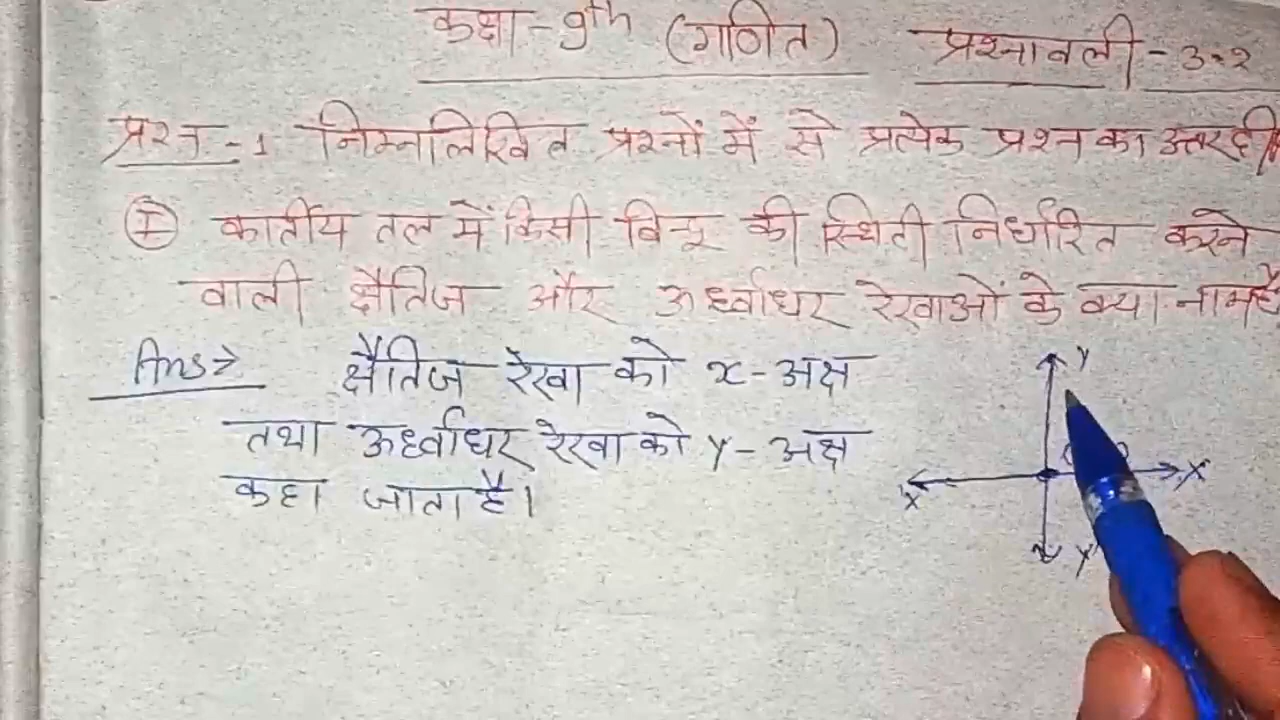 कक्षा-9th (गणित) प्रश्नावली-3.2
प्रश्न-1 निम्नलिखित प्रश्नों में से प्रत्येक प्रश्न का उत्तर दी
I कार्तीय तल में किसी विन्दू की स्थिती निर्धारित करने
वाली क्षैतिज और ऊर्ध्वाधर रेखाओं के क्या नाम है
Ans⇒ क्षैतिज रेखा को x-अक्ष
तथा ऊर्ध्वाधर रेखा को y-अक्ष
कहा जाता है।
Y
X
X'
Y'